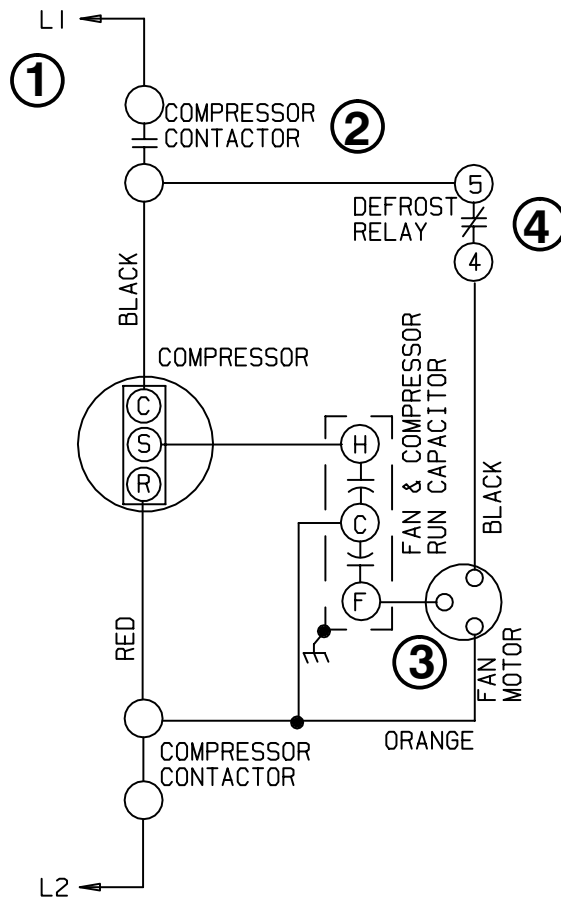 L1
1
COMPRESSOR
CONTACTOR
2
5
DEFROST
RELAY
4
4
BLACK
COMPRESSOR
C
S
R
H
C
F
FAN & COMPRESSOR
RUN CAPACITOR
BLACK
RED
3
FAN
MOTOR
ORANGE
COMPRESSOR
CONTACTOR
L2